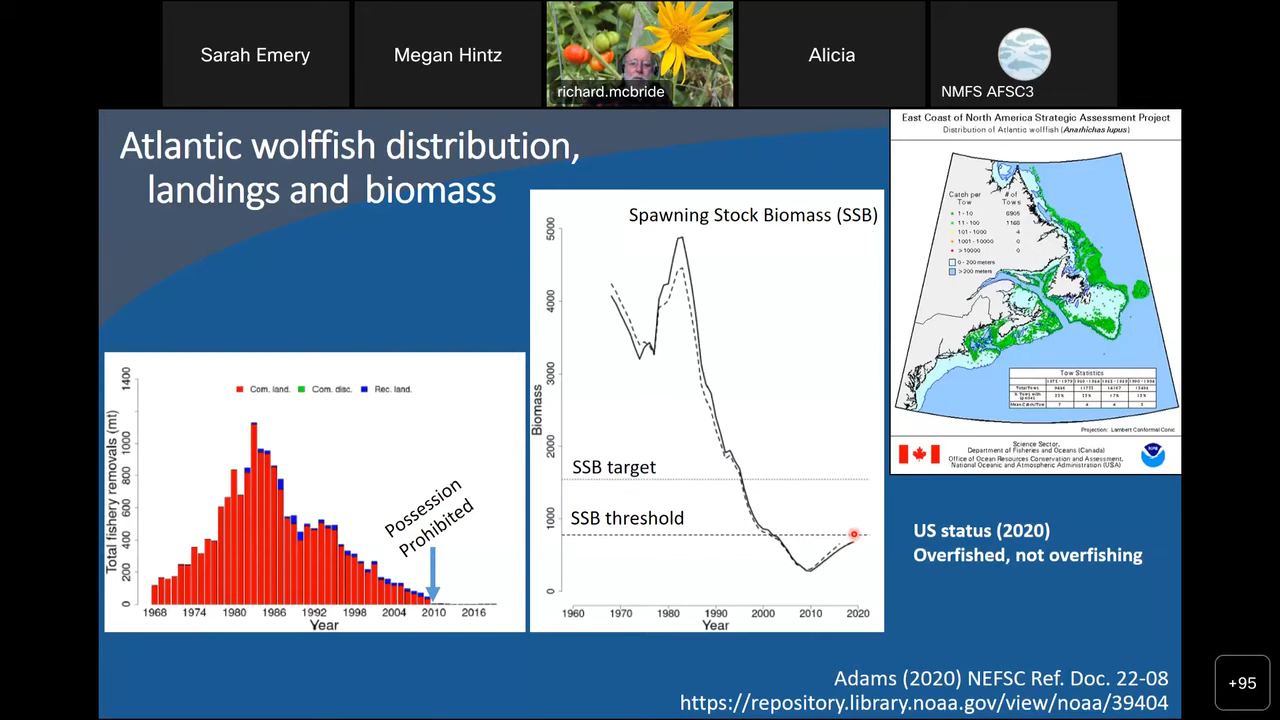 Sarah Emery
Megan Hintz
richard.mcbride
Alicia
NMFS AFSC3
Atlantic wolffish distribution,
landings and biomass
Total fishery removals (mt)
1400
1000
800
600
400
200
0
Com. land.
Com. disc.
Rec. land.
Possession
Prohibited
1968
1974
1980
1986
1992
1998
2004
2010
2016
Year
Spawning Stock Biomass (SSB)
Biomass
5000
4000
3000
2000
1000
0
SSB target
SSB threshold
1960
1970
1980
1990
2000
2010
2020
Year
East Coast of North America Strategic Assessment Project
Distribution of Atlantic wolffish (Anarhichas lupus)
Catch per # of
Tow Tows
1 - 10 6905
11 - 100 1168
101 - 1000 4
1001 - 10000 0
> 10000 0
0 - 200 meters
> 200 meters
Tow Statistics
Total Tows
Projection: Lambert Conformal Conic
Science Sector,
Department of Fisheries and Oceans (Canada)
Office of Ocean Resources Conservation and Assessment,
National Oceanic and Atmospheric Administration (USA)
US status (2020)
Overfished, not overfishing
Adams (2020) NEFSC Ref. Doc. 22-08
https://repository.library.noaa.gov/view/noaa/39404
+95